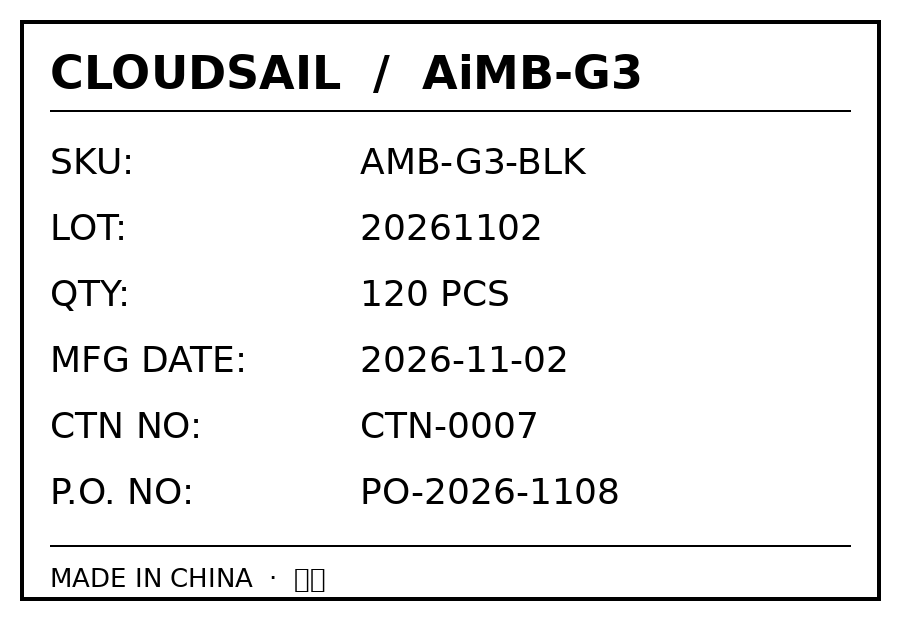 CLOUDSAIL / AiMB-G3
SKU: AMB-G3-BLK
LOT: 20261102
QTY: 120 PCS
MFG DATE: 2026-11-02
CTN NO: CTN-0007
P.O. NO: PO-2026-1108
MADE IN CHINA ·